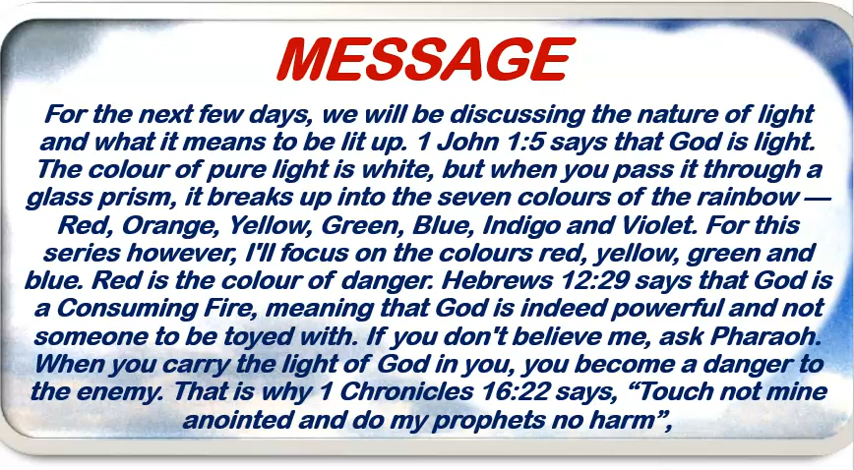 MESSAGE
For the next few days, we will be discussing the nature of light
and what it means to be lit up. 1 John 1:5 says that God is light.
The colour of pure light is white, but when you pass it through a
glass prism, it breaks up into the seven colours of the rainbow —
Red, Orange, Yellow, Green, Blue, Indigo and Violet. For this
series however, I'll focus on the colours red, yellow, green and
blue. Red is the colour of danger. Hebrews 12:29 says that God is
a Consuming Fire, meaning that God is indeed powerful and not
someone to be toyed with. If you don't believe me, ask Pharaoh.
When you carry the light of God in you, you become a danger to
the enemy. That is why 1 Chronicles 16:22 says, “Touch not mine
anointed and do my prophets no harm”,